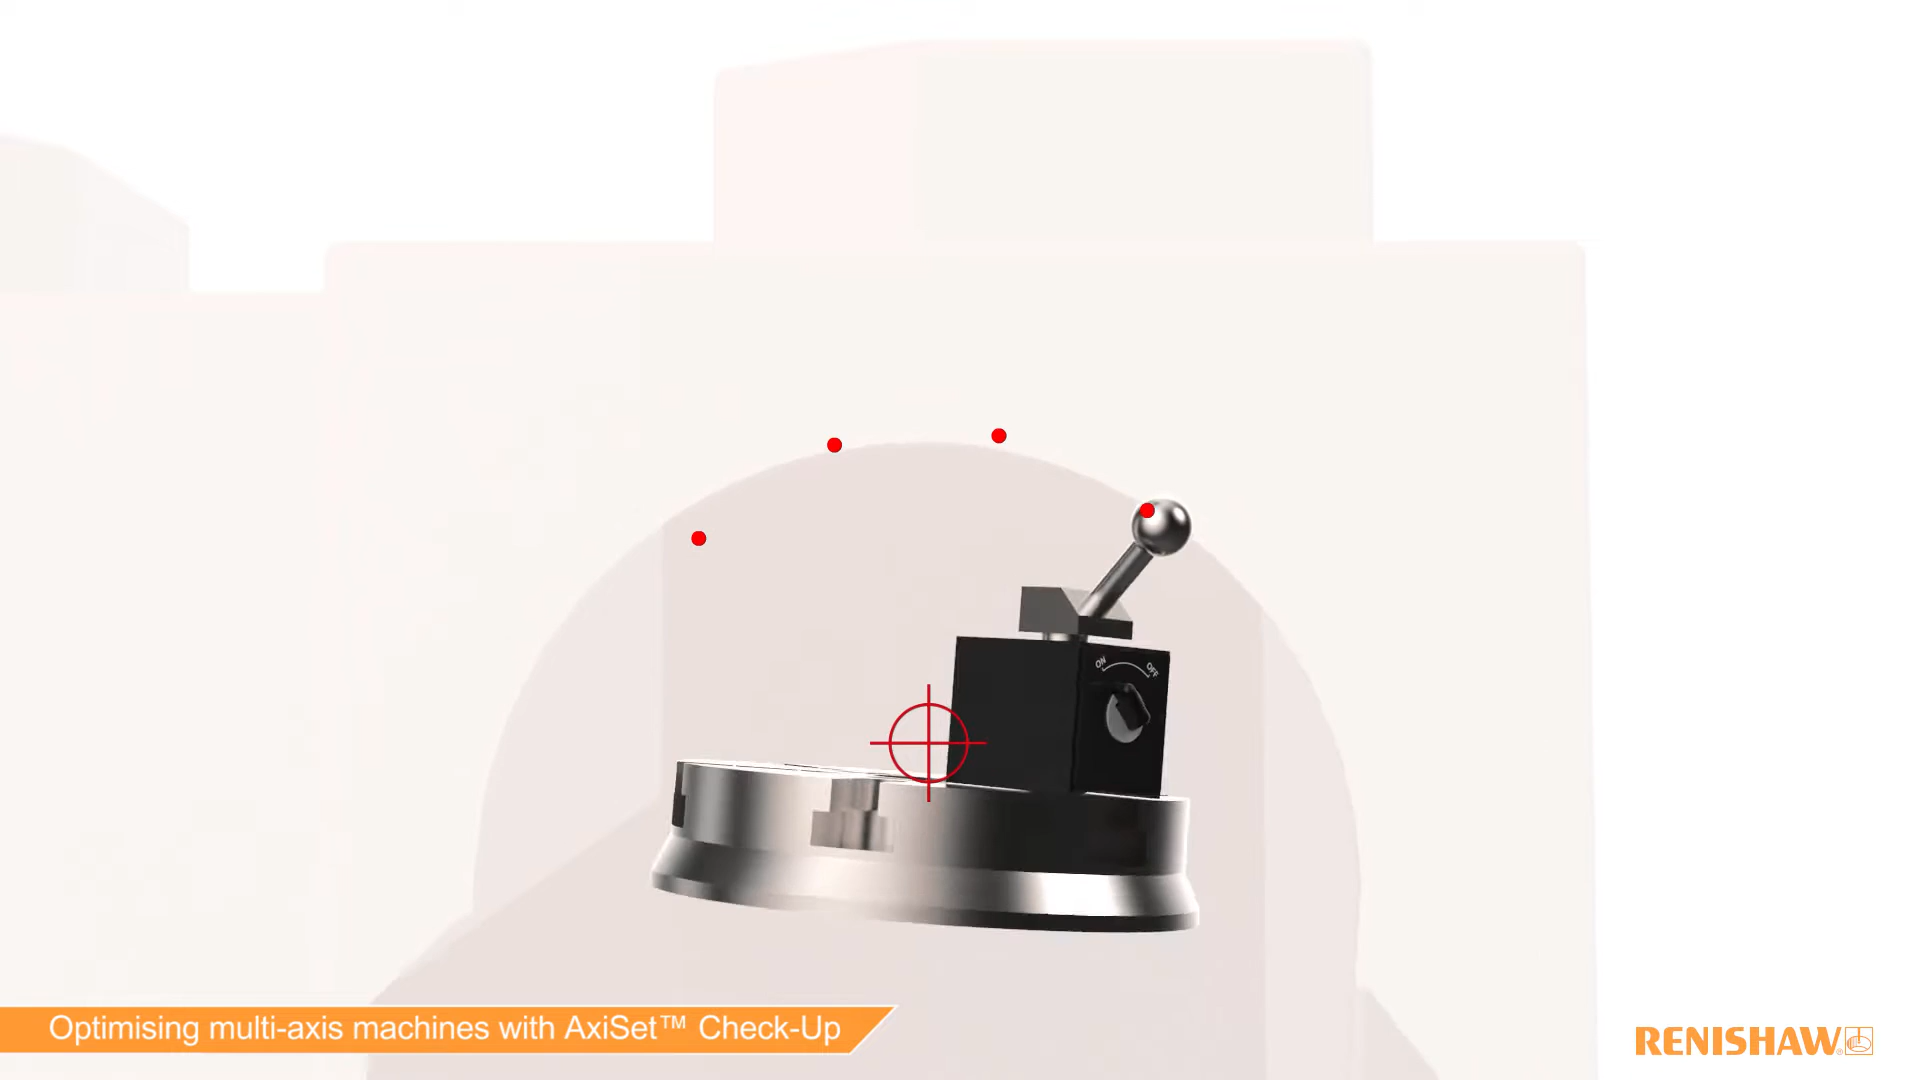 ON
OFF
Optimising multi-axis machines with AxiSet™ Check-Up
RENISHAW